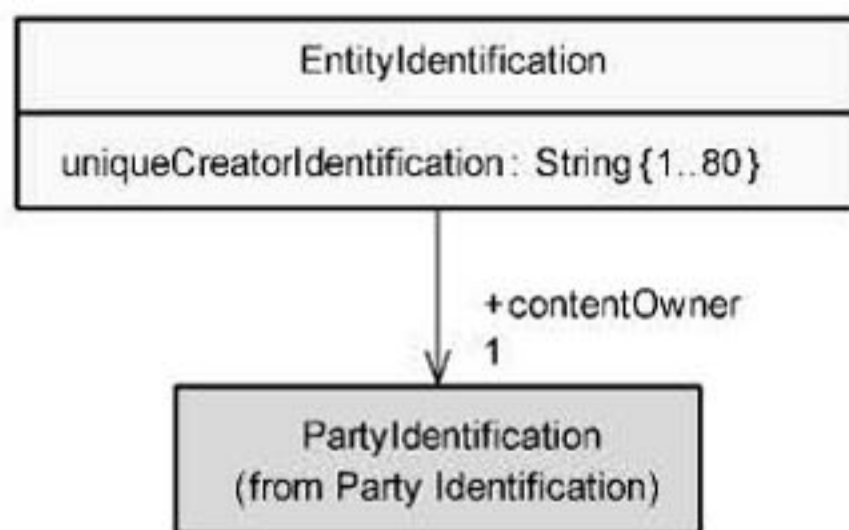 EntityIdentification
uniqueCreatorIdentification: String{1..80}
+contentOwner
1
PartyIdentification
(from Party Identification)